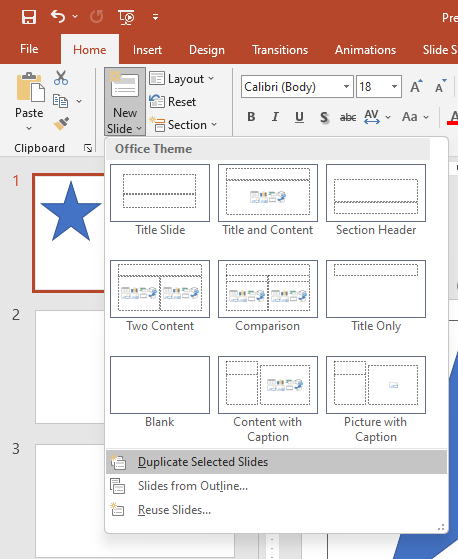 Pre
File Home Insert Design Transitions Animations Slide S
Paste
Clipboard
New
Slide
Layout
Reset
Section
Calibri (Body) 18
A A
B I U S abc AV Aa A
Office Theme
Title Slide Title and Content Section Header
Two Content Comparison Title Only
Blank Content with Caption Picture with Caption
Duplicate Selected Slides
Slides from Outline...
Reuse Slides...
1
2
3